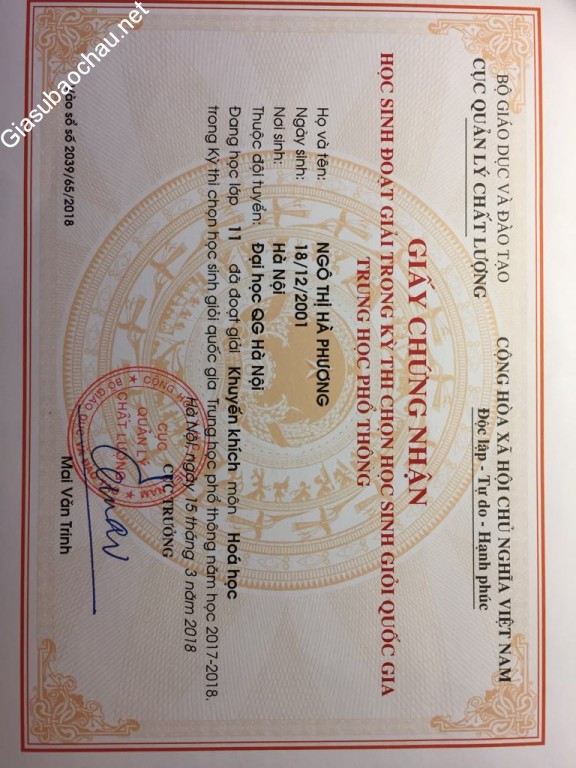 Giasubaochau.net
BỘ GIÁO DỤC VÀ ĐÀO TẠO
CỤC QUẢN LÝ CHẤT LƯỢNG
CỘNG HÒA XÃ HỘI CHỦ NGHĨA VIỆT NAM
Độc lập - Tự do - Hạnh phúc
GIẤY CHỨNG NHẬN
HỌC SINH ĐOẠT GIẢI TRONG KỲ THI CHỌN HỌC SINH GIỎI QUỐC GIA
TRUNG HỌC PHỔ THÔNG
Họ và tên: NGÔ THỊ HÀ PHƯƠNG
Ngày sinh: 18/12/2001
Nơi sinh: Hà Nội
Thuộc đội tuyển: Đại học QG Hà Nội
Đang học lớp 11 đã đoạt giải Khuyến khích môn Hoá học
trong Kỳ thi chọn học sinh giỏi quốc gia Trung học phổ thông năm học 2017-2018.
Hà Nội, ngày 15 tháng 3 năm 2018
CỤC TRƯỞNG
CỤC
QUẢN LÝ
CHẤT LƯỢNG
Mai Văn Trinh
Vào sổ số 2039/65/2018